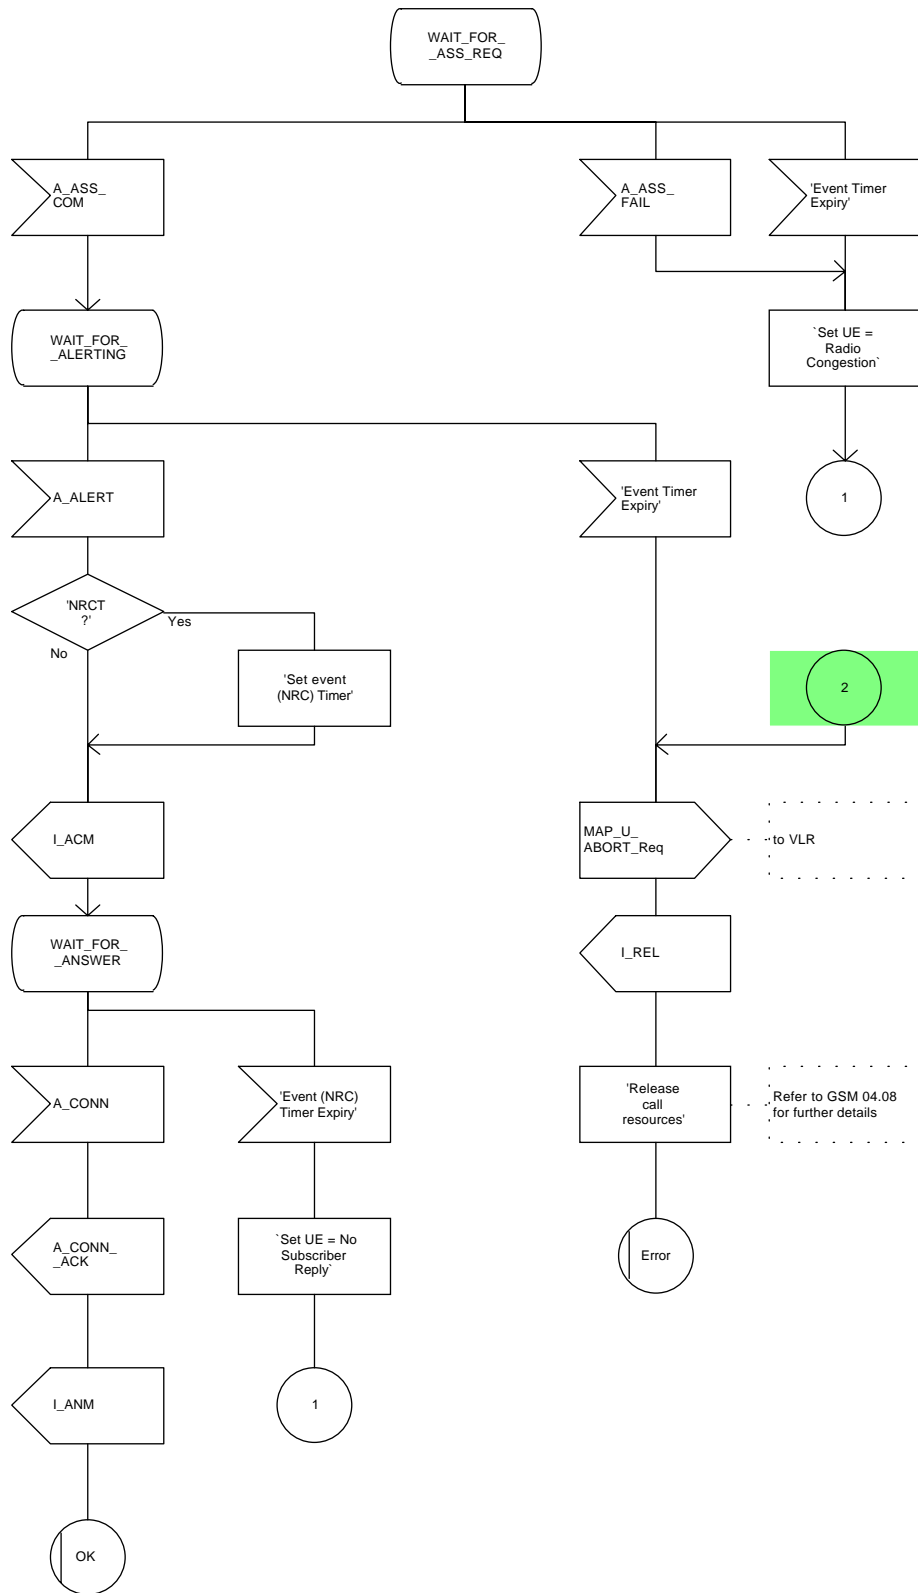 WAIT_FOR_
_ASS_REQ
A_ASS_
COM
A_ASS_
FAIL
'Event Timer
Expiry'
WAIT_FOR_
_ALERTING
`Set UE =
Radio
Congestion`
A_ALERT
'Event Timer
Expiry'
1
'NRCT
?'
Yes
No
'Set event
(NRC) Timer'
2
I_ACM
MAP_U_
ABORT_Req
to VLR
WAIT_FOR_
_ANSWER
I_REL
A_CONN
'Event (NRC)
Timer Expiry'
'Release
call
resources'
Refer to GSM 04.08
for further details
A_CONN_
_ACK
`Set UE = No
Subscriber
Reply`
Error
I_ANM
1
OK